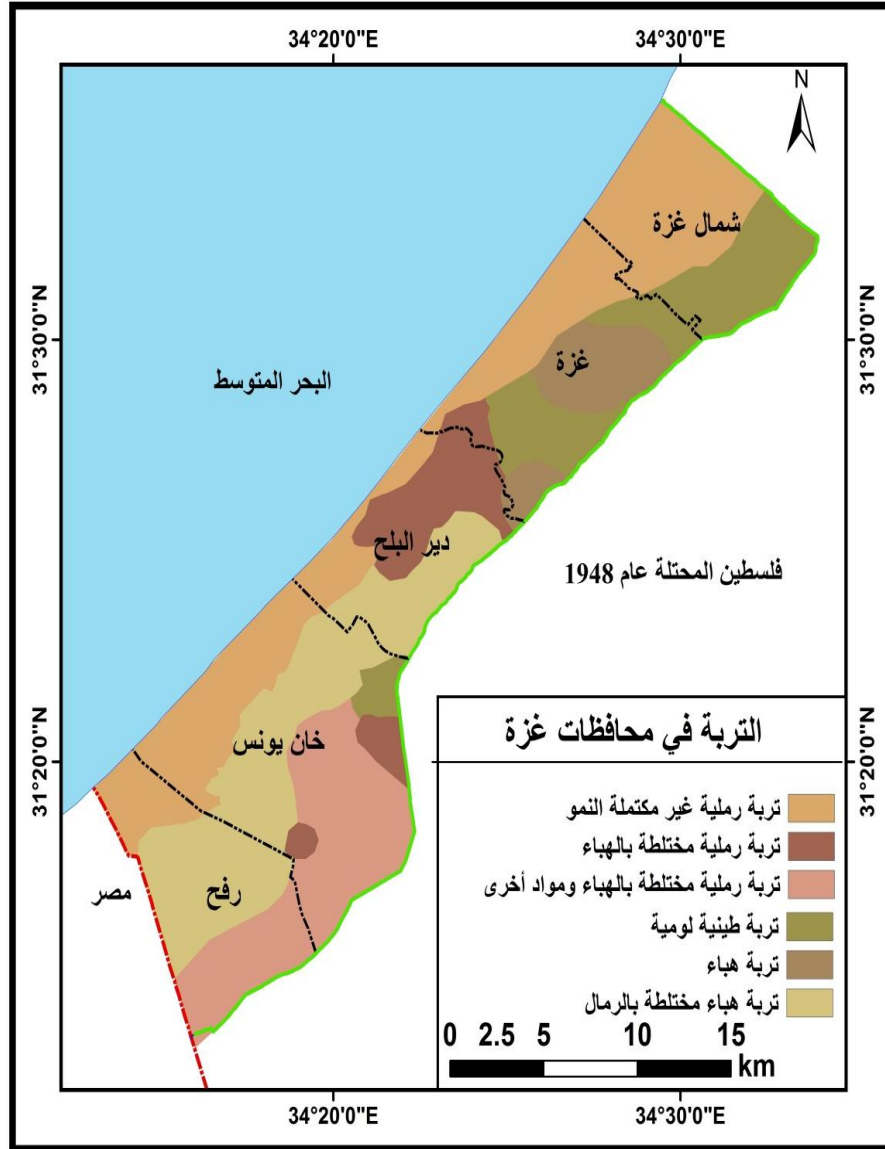 34°20'0"E
34°30'0"E
N
شمال غزة
31°30'0"N
31°30'0"N
غزة
البحر المتوسط
دير البلح
فلسطين المحتلة عام 1948
خان يونس
31°20'0"N
31°20'0"N
رفح
مصر
التربة في محافظات غزة
تربة رملية غير مكتملة النمو
تربة رملية مختلطة بالهباء
تربة رملية مختلطة بالهباء ومواد أخرى
تربة طينية لومية
تربة هباء
تربة هباء مختلطة بالرمال
0 2.5 5 10 15
km
34°20'0"E
34°30'0"E